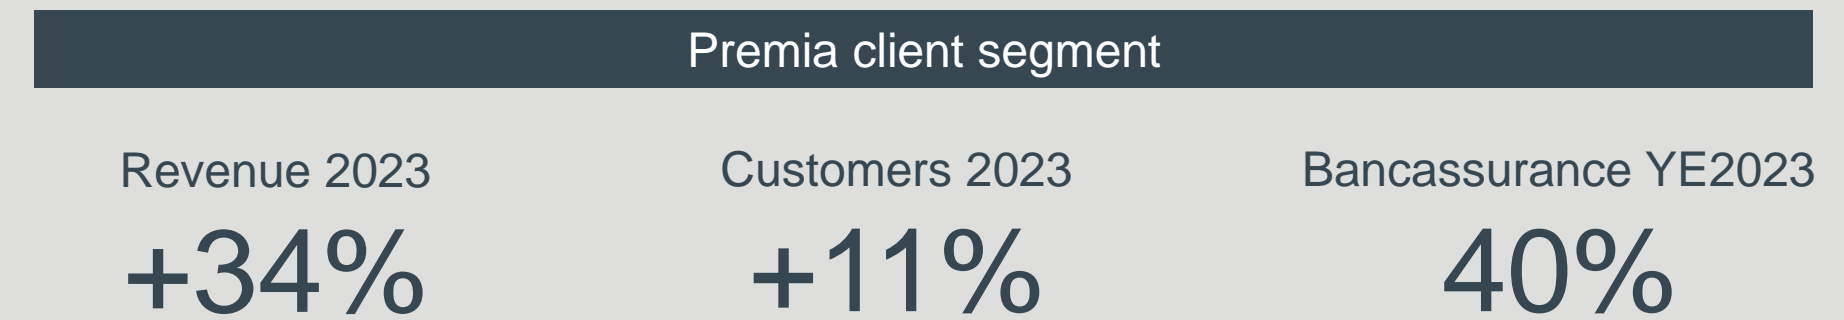 Premia client segment
Revenue 2023
Customers 2023
Bancassurance YE2023
+34%
+11%
40%